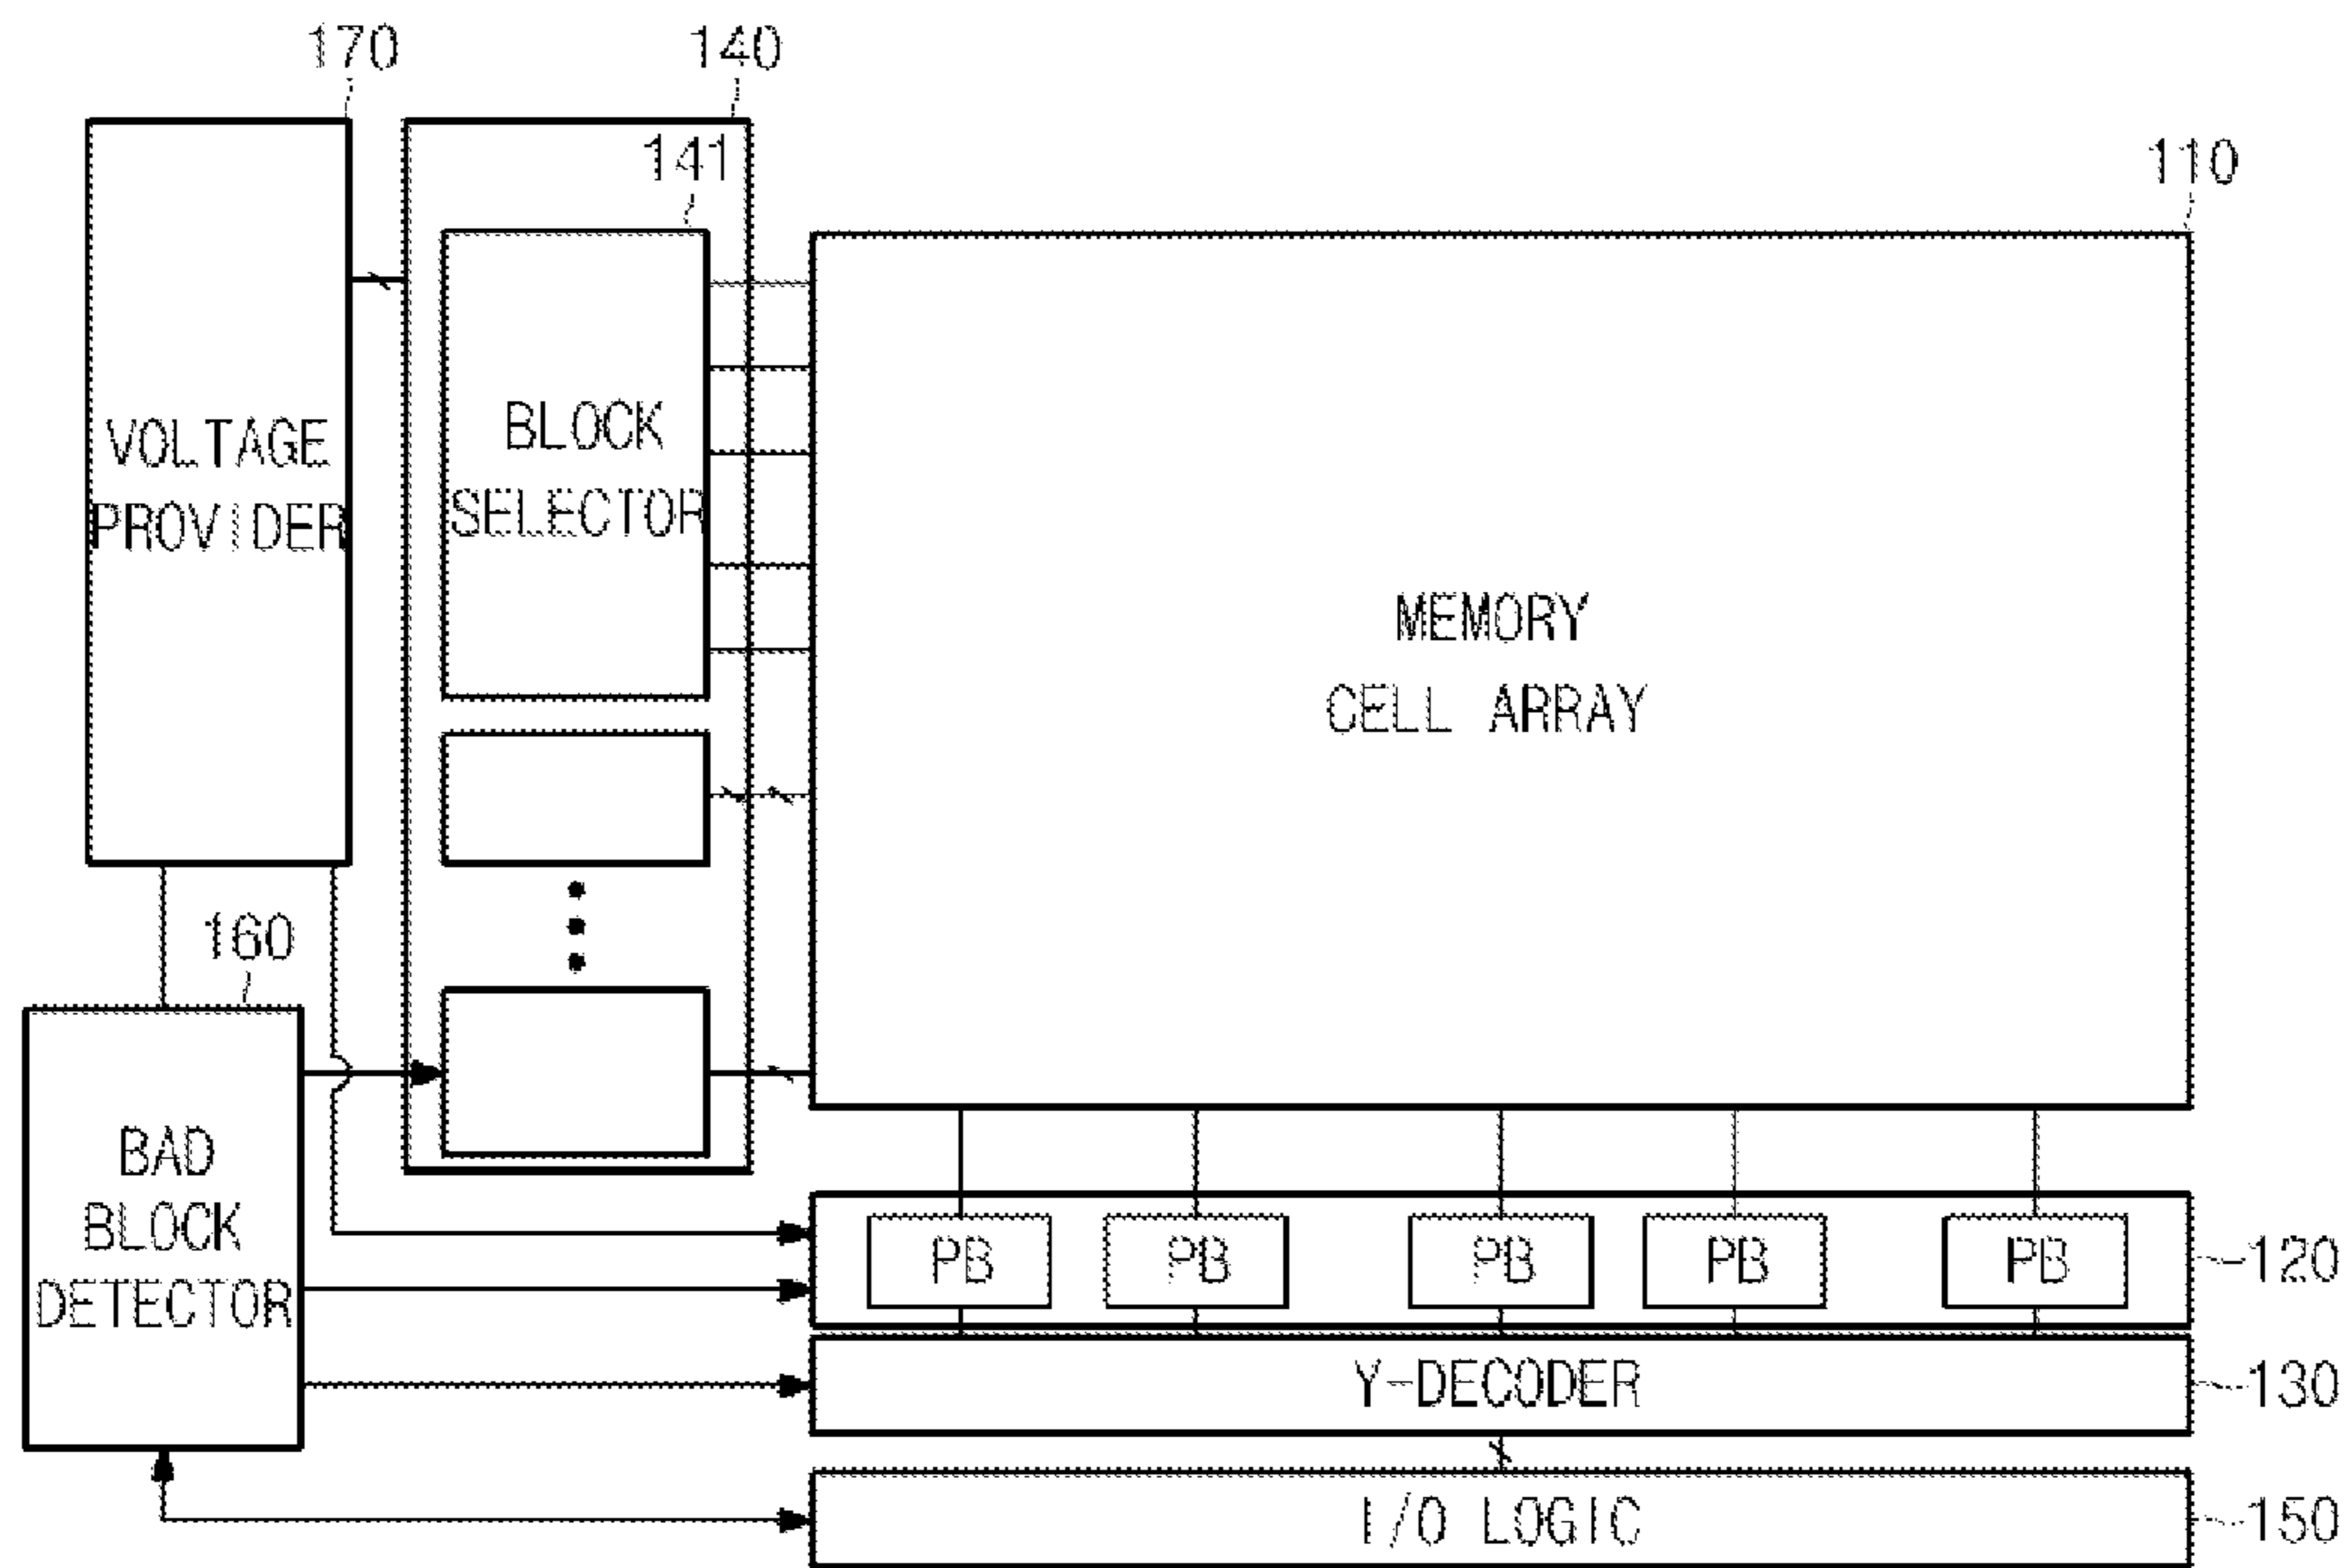 170
140
141
110
VOLTAGE
PROVIDER
BLOCK
SELECTOR
MEMORY
CELL ARRAY
160
BAD
BLOCK
DETECTOR
PB PB PB PB PB
120
Y-DECODER
130
I/O LOGIC
150